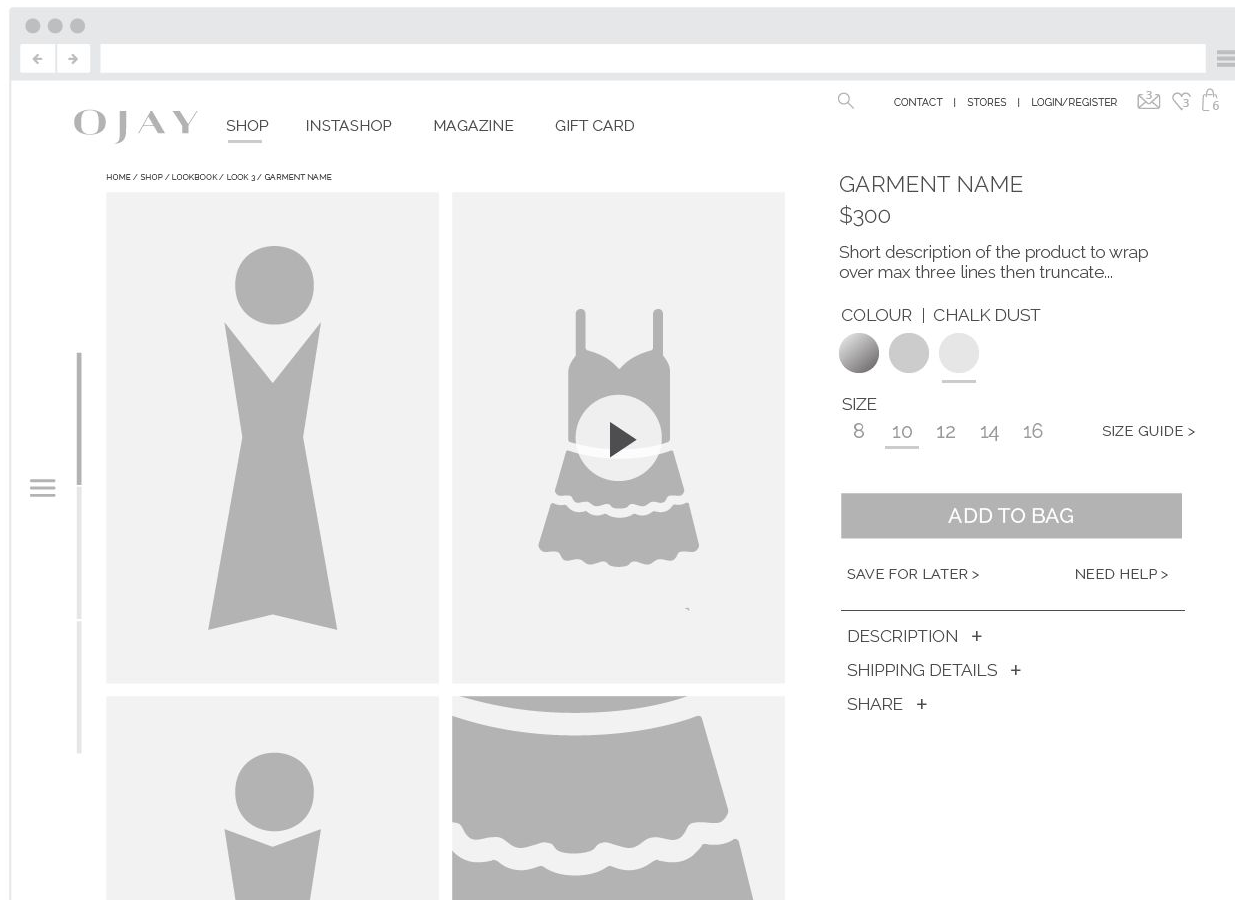 CONTACT | STORES | LOGIN/REGISTER 3 3 6
OJAY SHOP INSTASHOP MAGAZINE GIFT CARD
HOME / SHOP / LOOKBOOK / LOOK 3 / GARMENT NAME
GARMENT NAME
$300
Short description of the product to wrap
over max three lines then truncate...
COLOUR | CHALK DUST
SIZE
8 10 12 14 16 SIZE GUIDE >
ADD TO BAG
SAVE FOR LATER > NEED HELP >
DESCRIPTION +
SHIPPING DETAILS +
SHARE +